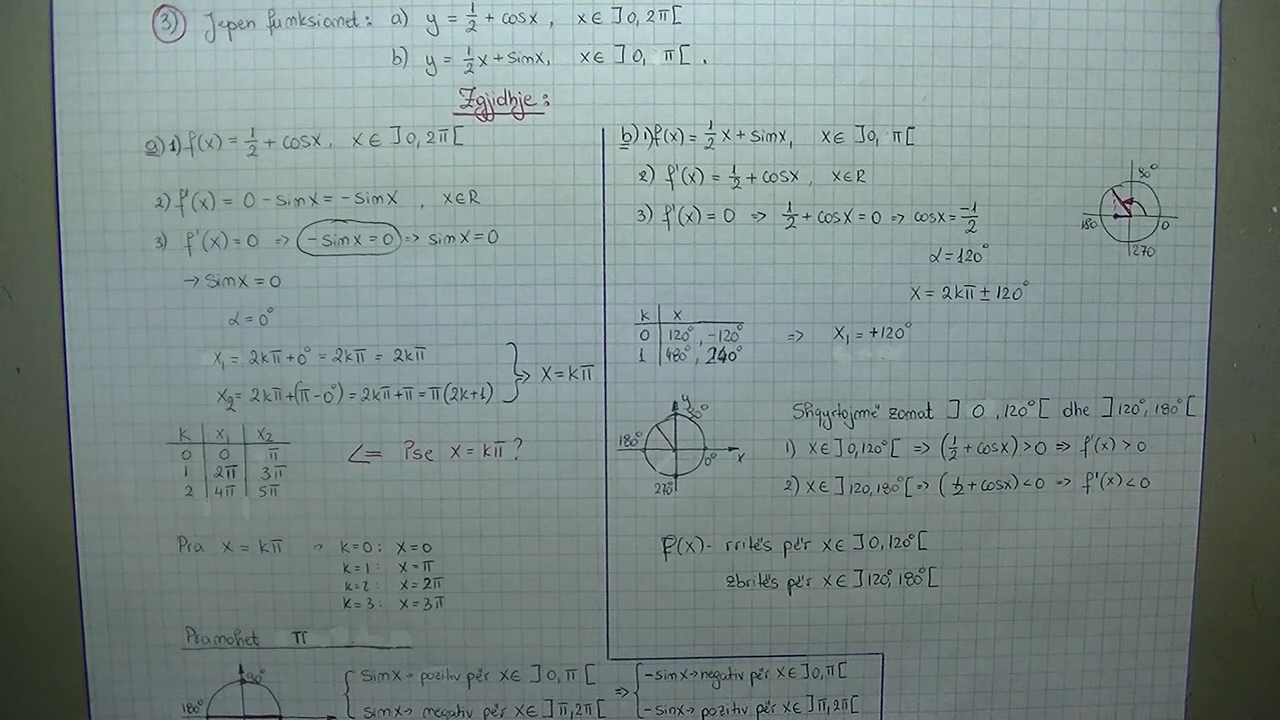 3) Jepen funksionet: a) y = 1/2 + cosx, x∈ ]0, 2π[
b) y = 1/2 x + sinx, x∈ ]0, π[.
Zgjidhje:
a) 1) f(x) = 1/2 + cosx, x∈ ]0, 2π[
2) f'(x) = 0 - sinx = -sinx, x∈R
3) f'(x) = 0 => -sinx = 0 => sinx = 0
→ sinx = 0
α = 0°
x₁ = 2kπ + 0° = 2kπ = 2kπ
x₂ = 2kπ + (π - 0°) = 2kπ + π = π(2k+1)
=> x = kπ
k | x₁ | x₂
0 | 0 | π
1 | 2π | 3π
2 | 4π | 5π
<= Pse x = kπ?
Pra x = kπ => k=0: x=0
k=1: x=π
k=2: x=2π
k=3: x=3π
Pra mohet π
90°
180°
sinx → pozitiv për x∈ ]0, π[ => -sinx → negativ për x∈ ]0, π[
sinx → negativ për x∈ ]π, 2π[ -sinx → pozitiv për x∈ ]π, 2π[
b) 1) f(x) = 1/2 x + sinx, x∈ ]0, π[
2) f'(x) = 1/2 + cosx, x∈R
3) f'(x) = 0 => 1/2 + cosx = 0 => cosx = -1/2
α = 120°
x = 2kπ ± 120°
80°
180
0
270
k | x
0 | 120°, -120°
1 | 480°, 240°
=> x₁ = +120°
y
180°
0°
x
270°
Shqyrtojmë zonat ]0, 120°[ dhe ]120°, 180°[
1) x∈ ]0, 120°[ => (1/2 + cosx) > 0 => f'(x) > 0
2) x∈ ]120, 180°[ => (1/2 + cosx) < 0 => f'(x) < 0
F(x) - rritës për x∈ ]0, 120°[
zbritës për x∈ ]120°, 180°[